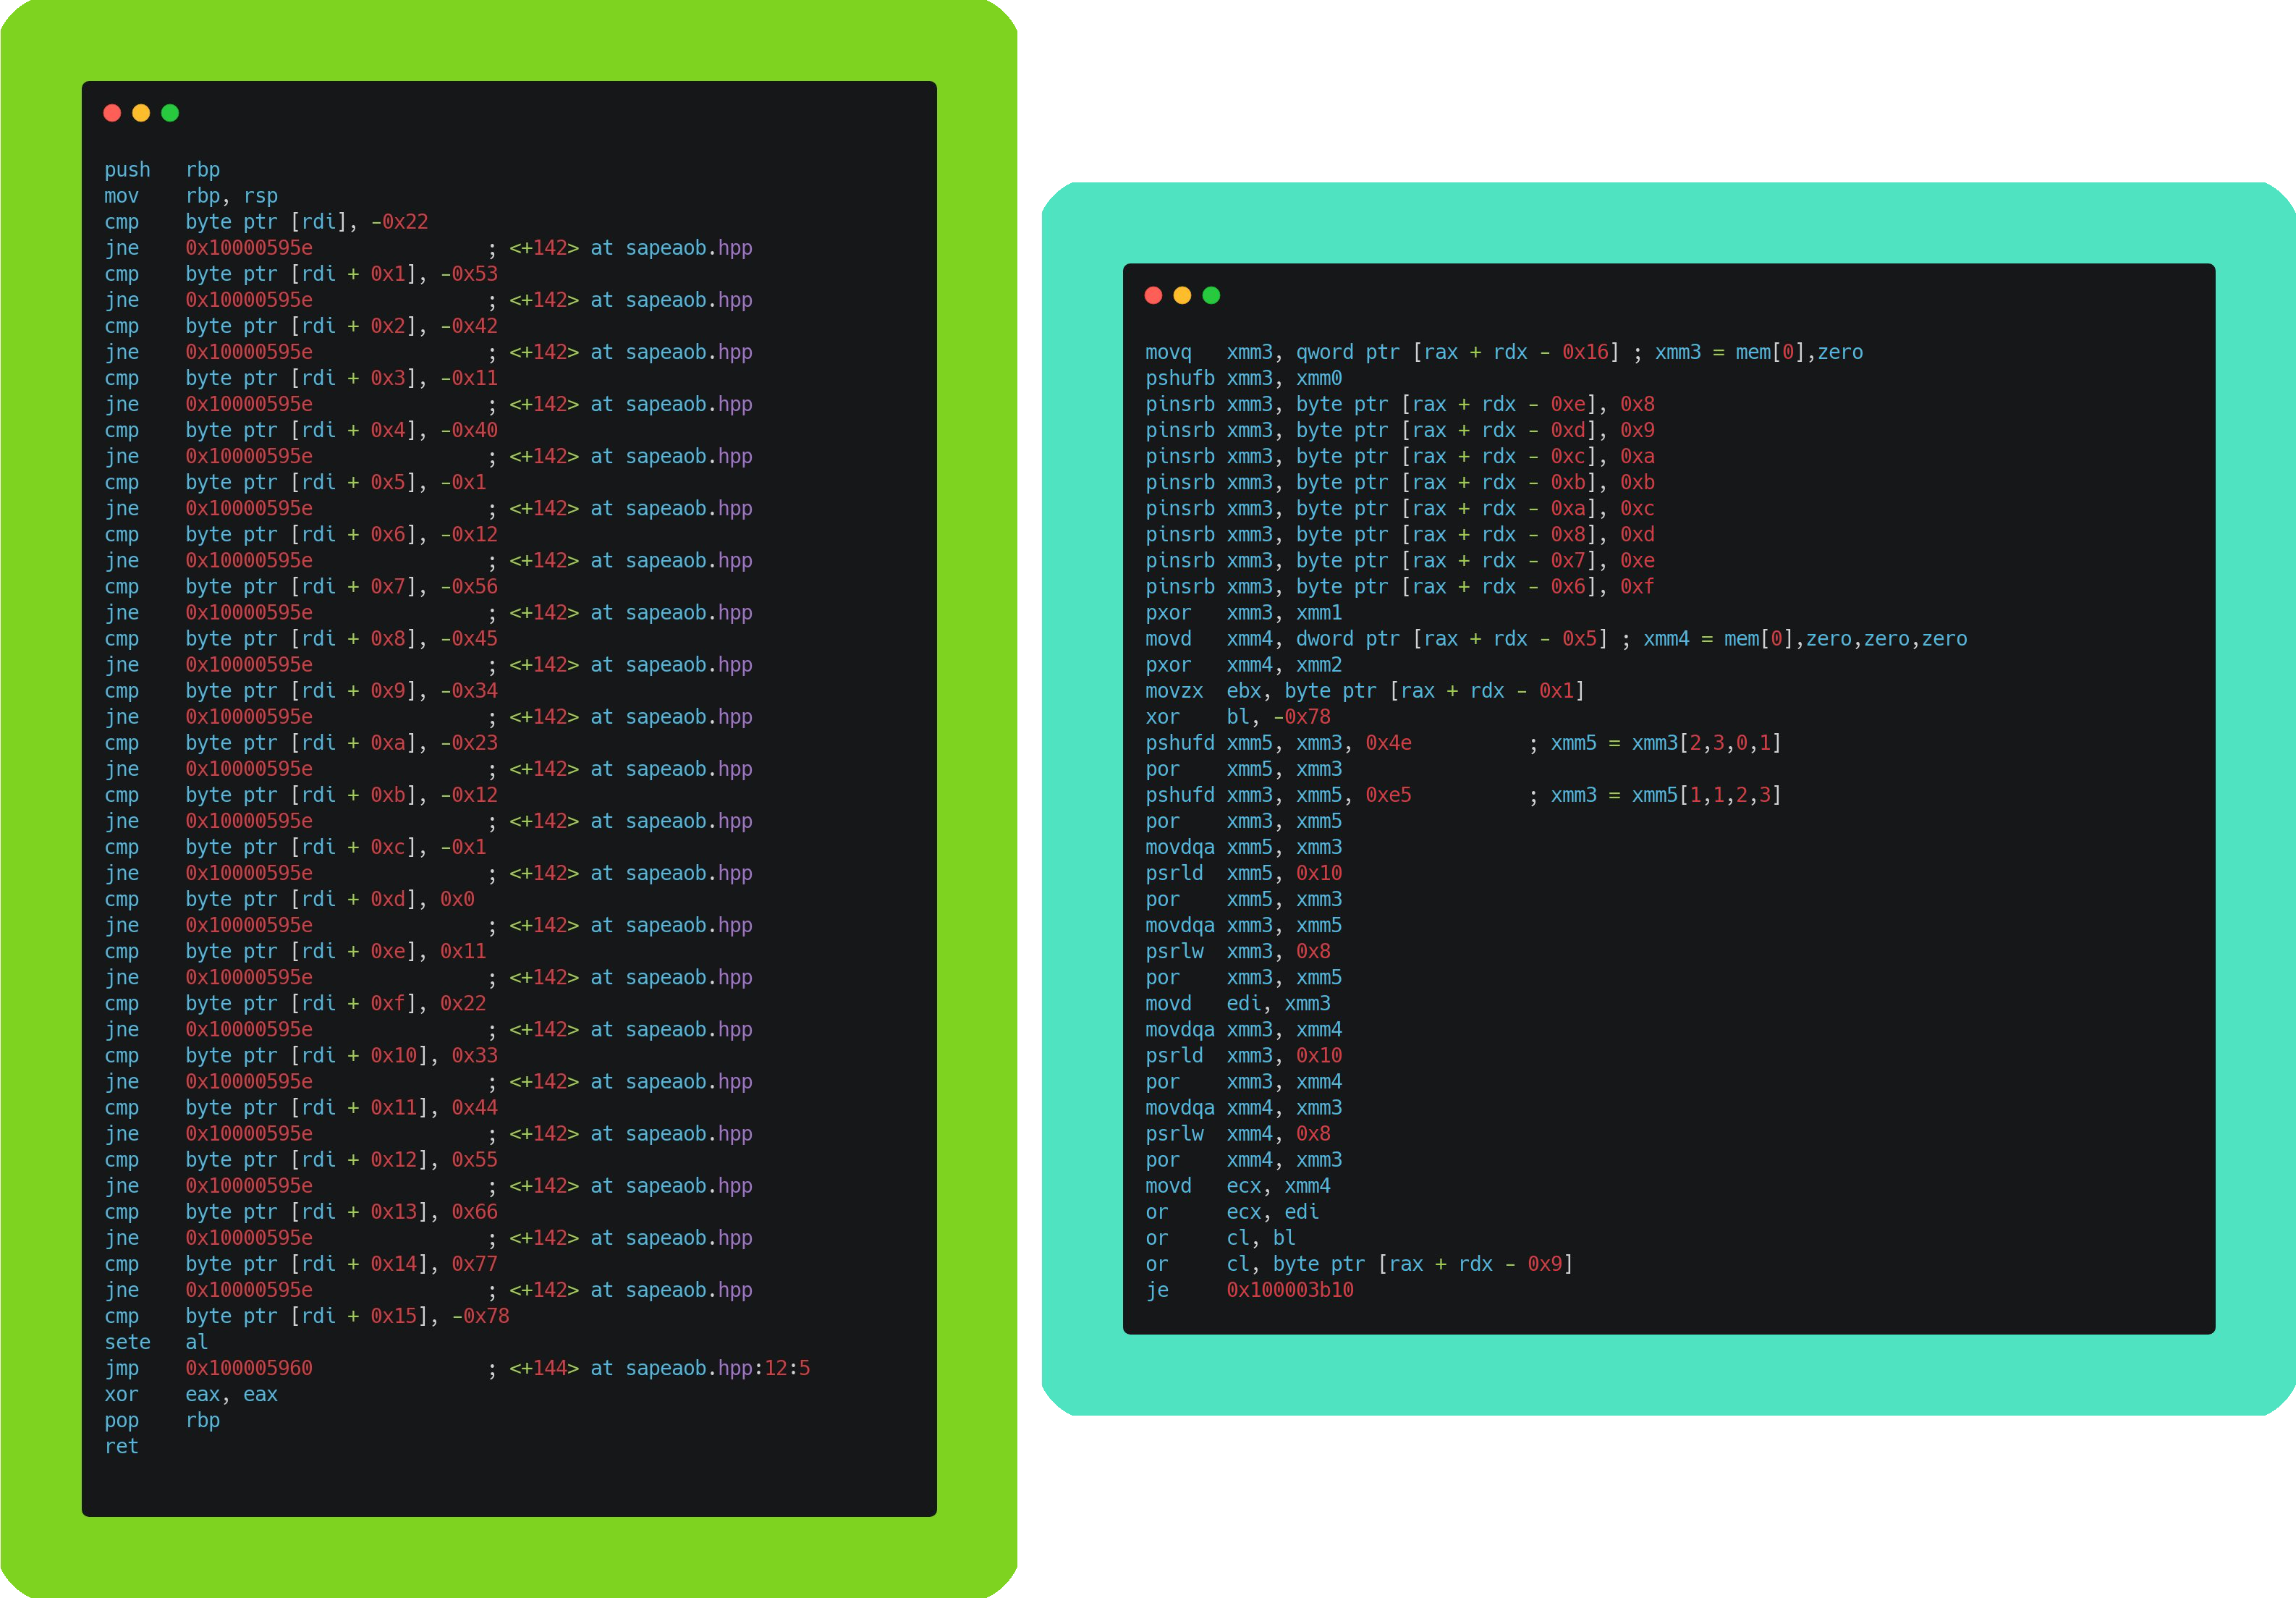 push   rbp
mov    rbp, rsp
cmp    byte ptr [rdi], -0x22
jne    0x10000595e               ; <+142> at sapeaob.hpp
cmp    byte ptr [rdi + 0x1], -0x53
jne    0x10000595e               ; <+142> at sapeaob.hpp
cmp    byte ptr [rdi + 0x2], -0x42
jne    0x10000595e               ; <+142> at sapeaob.hpp
cmp    byte ptr [rdi + 0x3], -0x11
jne    0x10000595e               ; <+142> at sapeaob.hpp
cmp    byte ptr [rdi + 0x4], -0x40
jne    0x10000595e               ; <+142> at sapeaob.hpp
cmp    byte ptr [rdi + 0x5], -0x1
jne    0x10000595e               ; <+142> at sapeaob.hpp
cmp    byte ptr [rdi + 0x6], -0x12
jne    0x10000595e               ; <+142> at sapeaob.hpp
cmp    byte ptr [rdi + 0x7], -0x56
jne    0x10000595e               ; <+142> at sapeaob.hpp
cmp    byte ptr [rdi + 0x8], -0x45
jne    0x10000595e               ; <+142> at sapeaob.hpp
cmp    byte ptr [rdi + 0x9], -0x34
jne    0x10000595e               ; <+142> at sapeaob.hpp
cmp    byte ptr [rdi + 0xa], -0x23
jne    0x10000595e               ; <+142> at sapeaob.hpp
cmp    byte ptr [rdi + 0xb], -0x12
jne    0x10000595e               ; <+142> at sapeaob.hpp
cmp    byte ptr [rdi + 0xc], -0x1
jne    0x10000595e               ; <+142> at sapeaob.hpp
cmp    byte ptr [rdi + 0xd], 0x0
jne    0x10000595e               ; <+142> at sapeaob.hpp
cmp    byte ptr [rdi + 0xe], 0x11
jne    0x10000595e               ; <+142> at sapeaob.hpp
cmp    byte ptr [rdi + 0xf], 0x22
jne    0x10000595e               ; <+142> at sapeaob.hpp
cmp    byte ptr [rdi + 0x10], 0x33
jne    0x10000595e               ; <+142> at sapeaob.hpp
cmp    byte ptr [rdi + 0x11], 0x44
jne    0x10000595e               ; <+142> at sapeaob.hpp
cmp    byte ptr [rdi + 0x12], 0x55
jne    0x10000595e               ; <+142> at sapeaob.hpp
cmp    byte ptr [rdi + 0x13], 0x66
jne    0x10000595e               ; <+142> at sapeaob.hpp
cmp    byte ptr [rdi + 0x14], 0x77
jne    0x10000595e               ; <+142> at sapeaob.hpp
cmp    byte ptr [rdi + 0x15], -0x78
sete   al
jmp    0x100005960               ; <+144> at sapeaob.hpp:12:5
xor    eax, eax
pop    rbp
ret
movq   xmm3, qword ptr [rax + rdx - 0x16] ; xmm3 = mem[0],zero
pshufb xmm3, xmm0
pinsrb xmm3, byte ptr [rax + rdx - 0xe], 0x8
pinsrb xmm3, byte ptr [rax + rdx - 0xd], 0x9
pinsrb xmm3, byte ptr [rax + rdx - 0xc], 0xa
pinsrb xmm3, byte ptr [rax + rdx - 0xb], 0xb
pinsrb xmm3, byte ptr [rax + rdx - 0xa], 0xc
pinsrb xmm3, byte ptr [rax + rdx - 0x8], 0xd
pinsrb xmm3, byte ptr [rax + rdx - 0x7], 0xe
pinsrb xmm3, byte ptr [rax + rdx - 0x6], 0xf
pxor   xmm3, xmm1
movd   xmm4, dword ptr [rax + rdx - 0x5] ; xmm4 = mem[0],zero,zero,zero
pxor   xmm4, xmm2
movzx  ebx, byte ptr [rax + rdx - 0x1]
xor    bl, -0x78
pshufd xmm5, xmm3, 0x4e          ; xmm5 = xmm3[2,3,0,1]
por    xmm5, xmm3
pshufd xmm3, xmm5, 0xe5          ; xmm3 = xmm5[1,1,2,3]
por    xmm3, xmm5
movdqa xmm5, xmm3
psrld  xmm5, 0x10
por    xmm5, xmm3
movdqa xmm3, xmm5
psrlw  xmm3, 0x8
por    xmm3, xmm5
movd   edi, xmm3
movdqa xmm3, xmm4
psrld  xmm3, 0x10
por    xmm3, xmm4
movdqa xmm4, xmm3
psrlw  xmm4, 0x8
por    xmm4, xmm3
movd   ecx, xmm4
or     ecx, edi
or     cl, bl
or     cl, byte ptr [rax + rdx - 0x9]
je     0x100003b10